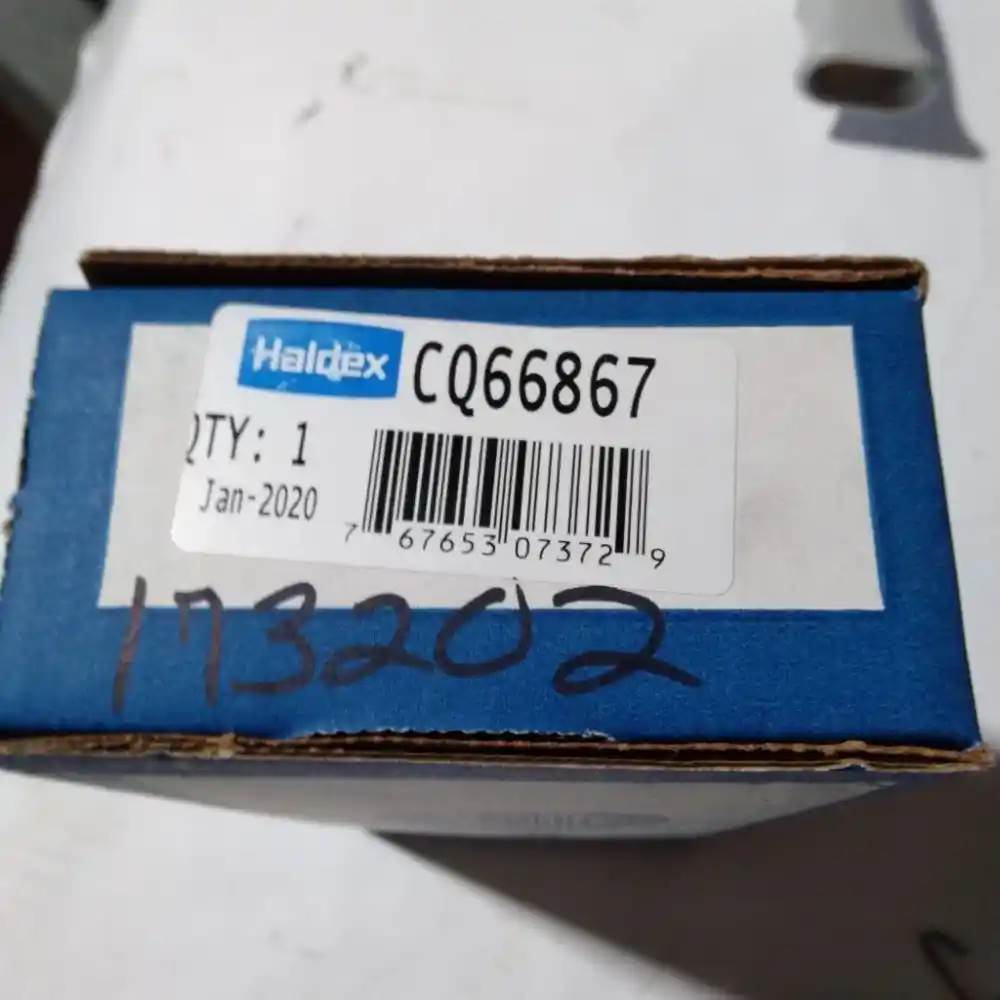 Haldex CQ66867
QTY: 1
Jan-2020
7 67653 07372 9
173202